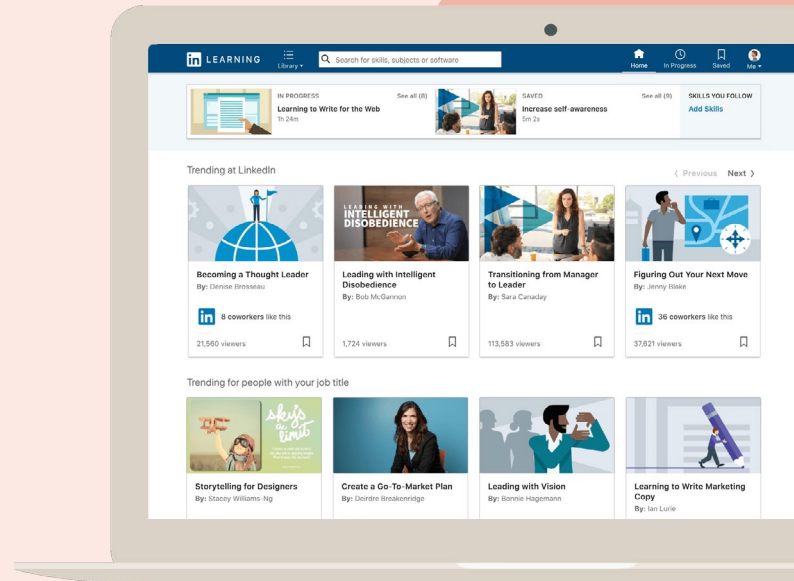 in LEARNING
Library
Search for skills, subjects or software
Home
In Progress
Saved
Me
IN PROGRESS
See all (8)
Learning to Write for the Web
1h 24m
SAVED
See all (9)
Increase self-awareness
5m 2s
SKILLS YOU FOLLOW
Add Skills
Trending at LinkedIn
Previous
Next
LEADING WITH
INTELLIGENT
DISOBEDIENCE
Becoming a Thought Leader
By: Denise Brosseau
in 8 coworkers like this
21,560 viewers
Leading with Intelligent
Disobedience
By: Bob McGannon
1,724 viewers
Transitioning from Manager
to Leader
By: Sara Canaday
113,583 viewers
Figuring Out Your Next Move
By: Jenny Blake
in 36 coworkers like this
37,621 viewers
Trending for people with your job title
sky's
the
limit
Storytelling for Designers
By: Stacey Williams-Ng
Create a Go-To-Market Plan
By: Deirdre Breakenridge
Leading with Vision
By: Bonnie Hagemann
Learning to Write Marketing
Copy
By: Ian Lurie